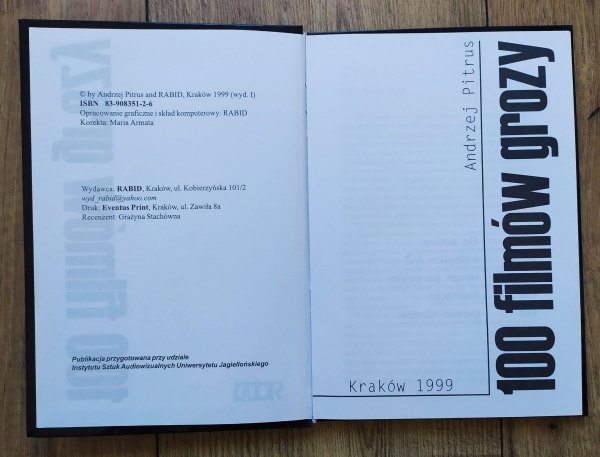 © by Andrzej Pitrus and RABID, Kraków 1999 (wyd. I)
ISBN 83-908351-2-6
Opracowanie graficzne i skład komputerowy: RABID
Korekta: Maria Armata
Wydawca: RABID, Kraków, ul. Kobierzyńska 101/2
wyd_rabid@yahoo.com
Druk: Eventus Print, Kraków, ul. Zawiła 8a
Recenzent: Grażyna Stachówna
Publikacja przygotowana przy udziale
Instytutu Sztuk Audiowizualnych Uniwersytetu Jagiellońskiego
Andrzej Pitrus
100 filmów grozy
Kraków 1999